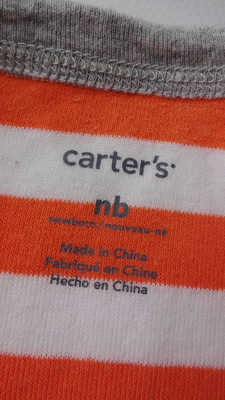 carter's
nb
newborn / nouveau-né
Made in China
Fabriqué en Chine
Hecho en China